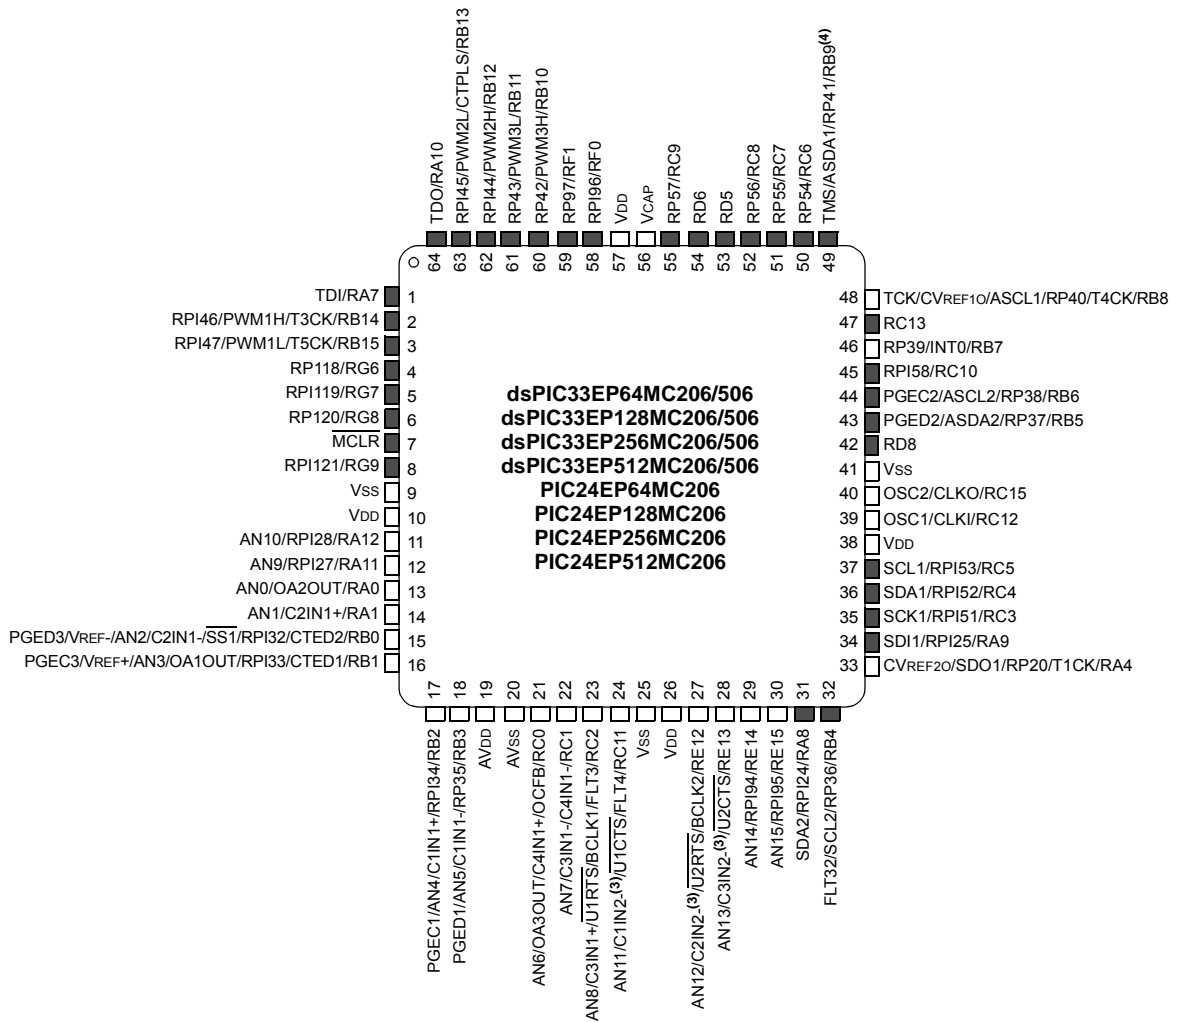 TDO/RA10
RPI45/PWM2L/CTPLS/RB13
RPI44/PWM2H/RB12
RP43/PWM3L/RB11
RP42/PWM3H/RB10
RP97/RF1
RPI96/RF0
VDD
VCAP
RP57/RC9
RD6
RD5
RP56/RC8
RP55/RC7
RP54/RC6
TMS/ASDA1/RP41/RB9(4)
64 63 62 61 60 59 58 57 56 55 54 53 52 51 50 49
TDI/RA7 1
RPI46/PWM1H/T3CK/RB14 2
RPI47/PWM1L/T5CK/RB15 3
RP118/RG6 4
RPI119/RG7 5
RP120/RG8 6
MCLR 7
RPI121/RG9 8
VSS 9
VDD 10
AN10/RPI28/RA12 11
AN9/RPI27/RA11 12
AN0/OA2OUT/RA0 13
AN1/C2IN1+/RA1 14
PGED3/VREF-/AN2/C2IN1-/SS1/RPI32/CTED2/RB0 15
PGEC3/VREF+/AN3/OA1OUT/RPI33/CTED1/RB1 16
dsPIC33EP64MC206/506
dsPIC33EP128MC206/506
dsPIC33EP256MC206/506
dsPIC33EP512MC206/506
PIC24EP64MC206
PIC24EP128MC206
PIC24EP256MC206
PIC24EP512MC206
48 TCK/CVREF1O/ASCL1/RP40/T4CK/RB8
47 RC13
46 RP39/INT0/RB7
45 RPI58/RC10
44 PGEC2/ASCL2/RP38/RB6
43 PGED2/ASDA2/RP37/RB5
42 RD8
41 VSS
40 OSC2/CLKO/RC15
39 OSC1/CLKI/RC12
38 VDD
37 SCL1/RPI53/RC5
36 SDA1/RPI52/RC4
35 SCK1/RPI51/RC3
34 SDI1/RPI25/RA9
33 CVREF2O/SDO1/RP20/T1CK/RA4
17 18 19 20 21 22 23 24 25 26 27 28 29 30 31 32
PGEC1/AN4/C1IN1+/RPI34/RB2
PGED1/AN5/C1IN1-/RP35/RB3
AVDD
AVSS
AN6/OA3OUT/C4IN1+/OCFB/RC0
AN7/C3IN1-/C4IN1-/RC1
AN8/C3IN1+/U1RTS/BCLK1/FLT3/RC2
AN11/C1IN2-(3)/U1CTS/FLT4/RC11
VSS
VDD
AN12/C2IN2-(3)/U2RTS/BCLK2/RE12
AN13/C3IN2-(3)/U2CTS/RE13
AN14/RPI94/RE14
AN15/RPI95/RE15
SDA2/RPI24/RA8
FLT32/SCL2/RP36/RB4